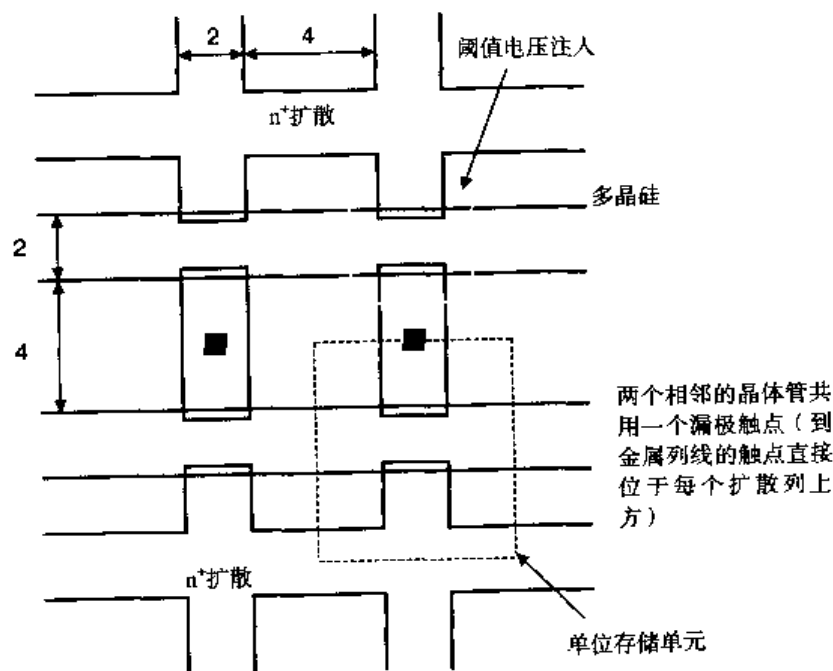 2
4
阈值电压注人
n⁺扩散
多晶硅
2
4
两个相邻的晶体管共
用一个漏极触点（到
金属列线的触点直接
位于每个扩散列上
方）
n⁺扩散
单位存储单元